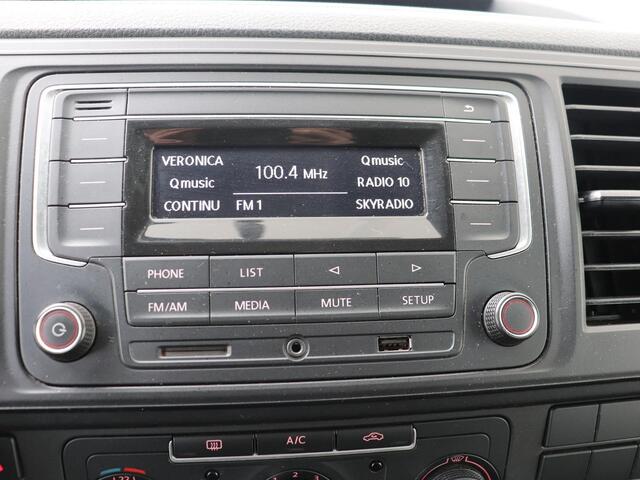 VERONICA 100.4 MHz Qmusic
Qmusic RADIO 10
CONTINU FM 1 SKYRADIO
PHONE LIST
FM/AM MEDIA MUTE SETUP
A/C
22